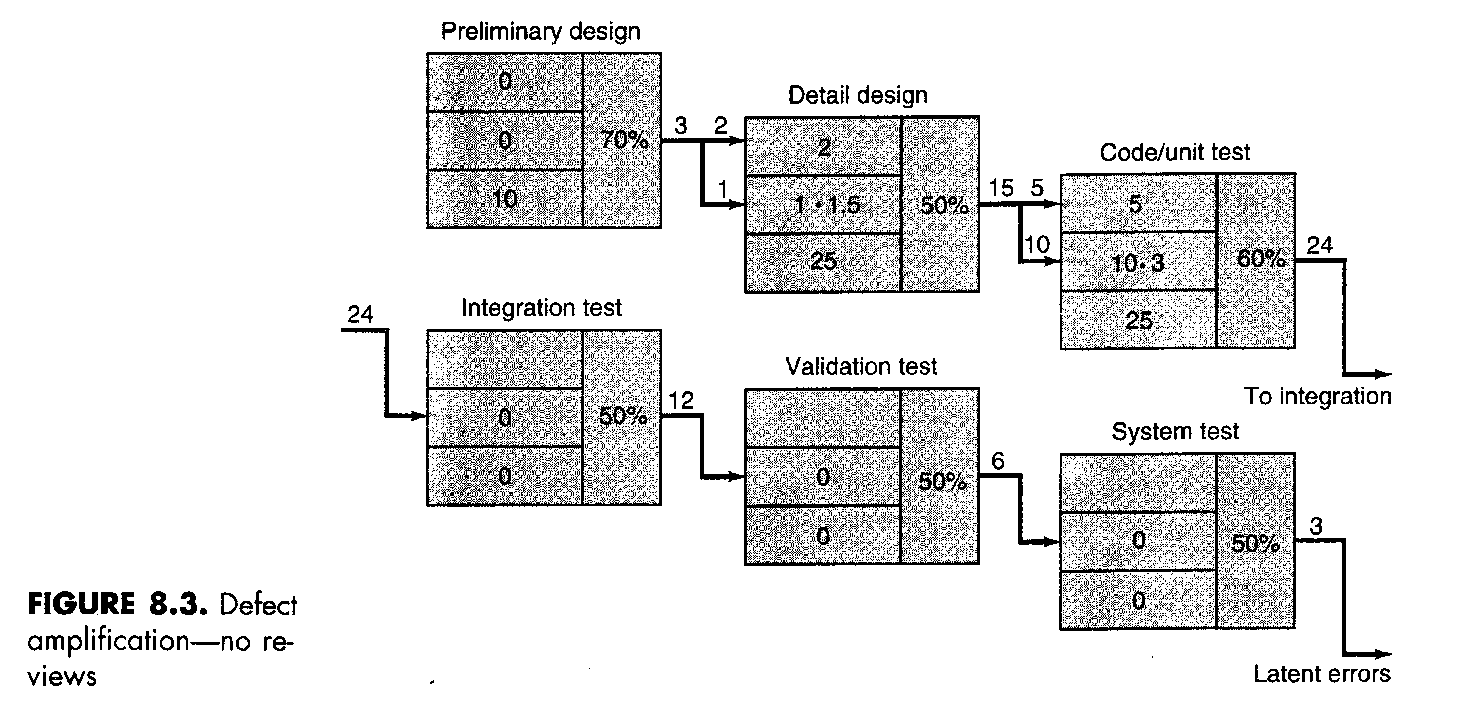 Preliminary design
0
0
10
70%
3 2
1
Detail design
2
1 • 1.5
25
50%
15 5
10
Code/unit test
5
10 • 3
25
60%
24
To integration
24
Integration test
0
0
50%
12
Validation test
0
0
50%
6
System test
0
0
50%
3
Latent errors
FIGURE 8.3. Defect
amplification—no re-
views